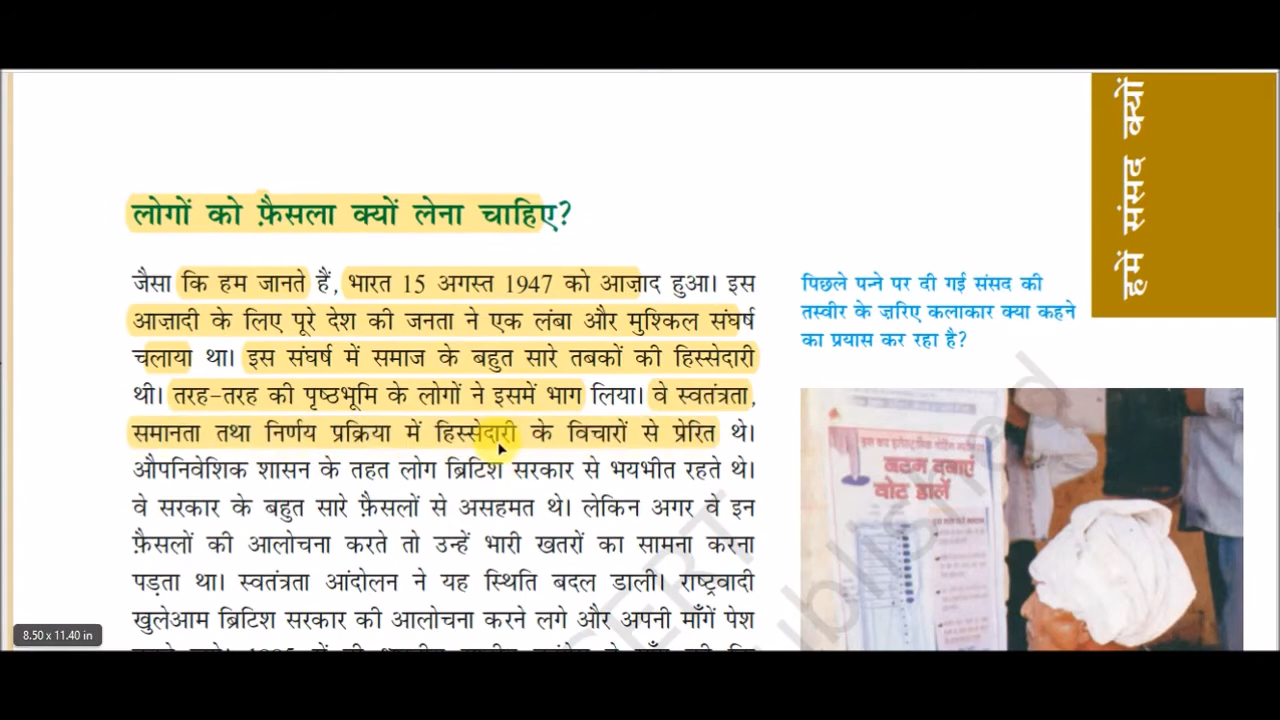 हमें संसद क्यों
लोगों को फ़ैसला क्यों लेना चाहिए?
जैसा कि हम जानते हैं, भारत 15 अगस्त 1947 को आज़ाद हुआ। इस
आज़ादी के लिए पूरे देश की जनता ने एक लंबा और मुश्किल संघर्ष
चलाया था। इस संघर्ष में समाज के बहुत सारे तबकों की हिस्सेदारी
थी। तरह-तरह की पृष्ठभूमि के लोगों ने इसमें भाग लिया। वे स्वतंत्रता,
समानता तथा निर्णय प्रक्रिया में हिस्सेदारी के विचारों से प्रेरित थे।
औपनिवेशिक शासन के तहत लोग ब्रिटिश सरकार से भयभीत रहते थे।
वे सरकार के बहुत सारे फ़ैसलों से असहमत थे। लेकिन अगर वे इन
फ़ैसलों की आलोचना करते तो उन्हें भारी खतरों का सामना करना
पड़ता था। स्वतंत्रता आंदोलन ने यह स्थिति बदल डाली। राष्ट्रवादी
खुलेआम ब्रिटिश सरकार की आलोचना करने लगे और अपनी माँगें पेश
पिछले पन्ने पर दी गई संसद की
तस्वीर के ज़रिए कलाकार क्या कहने
का प्रयास कर रहा है?
बटन दबाएं
वोट डालें
8.50 x 11.40 in